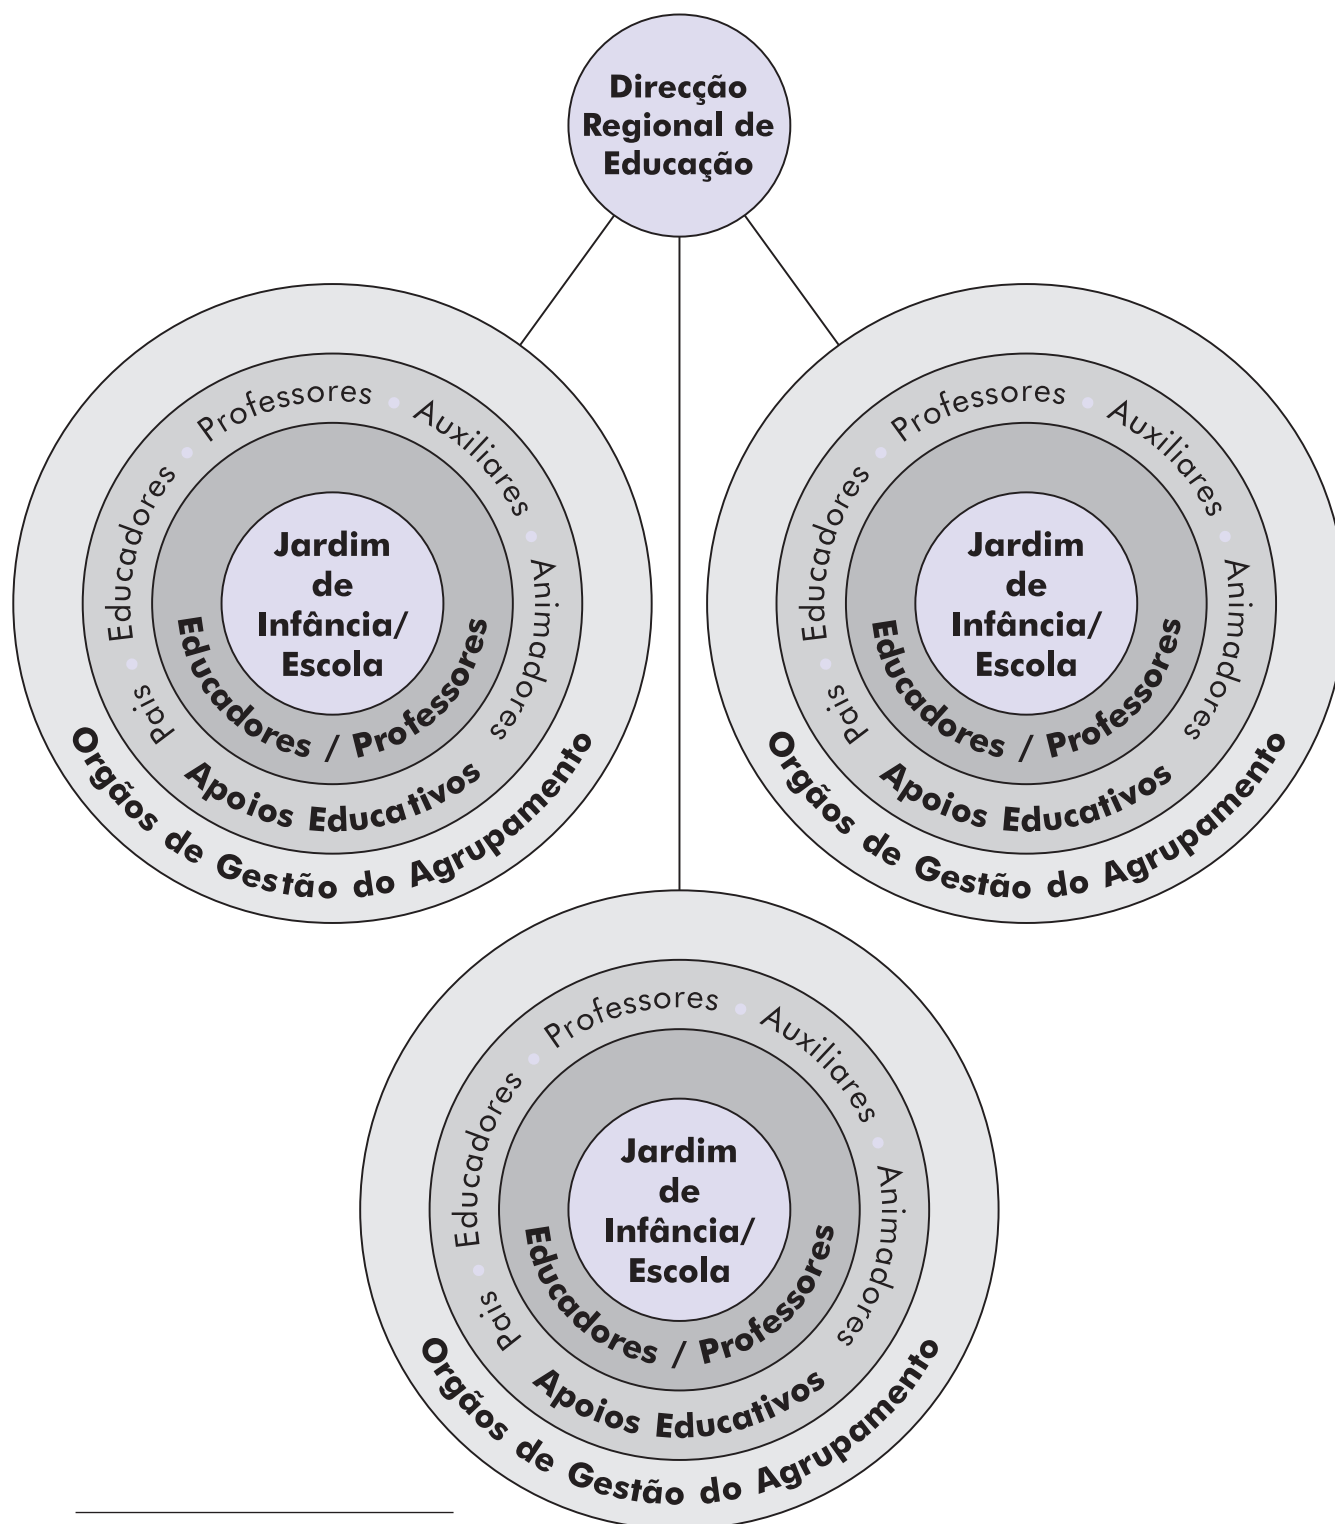 Direcção
Regional de
Educação
Pais • Educadores • Professores • Auxiliares • Animadores
Jardim
de
Infância/
Escola
Educadores / Professores
Apoios Educativos
Orgãos de Gestão do Agrupamento
Pais • Educadores • Professores • Auxiliares • Animadores
Jardim
de
Infância/
Escola
Educadores / Professores
Apoios Educativos
Orgãos de Gestão do Agrupamento
Pais • Educadores • Professores • Auxiliares • Animadores
Jardim
de
Infância/
Escola
Educadores / Professores
Apoios Educativos
Orgãos de Gestão do Agrupamento